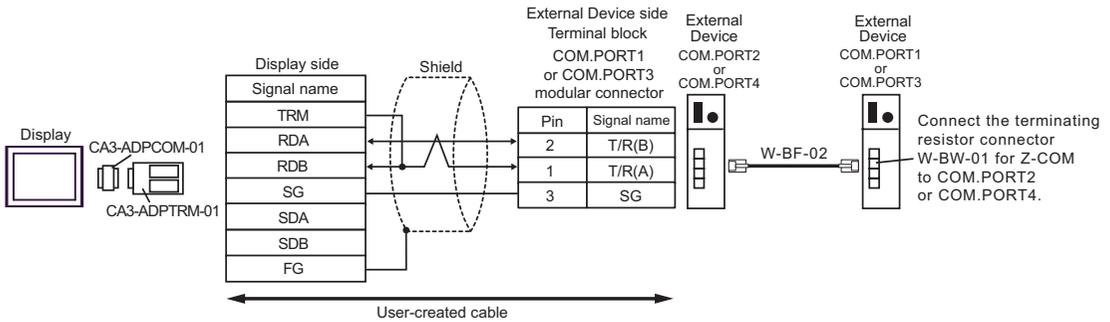 Display
CA3-ADPCOM-01
CA3-ADPTRM-01
Display side
Signal name
TRM
RDA
RDB
SG
SDA
SDB
FG
Shield
User-created cable
External Device side
Terminal block
COM.PORT1
or COM.PORT3
modular connector
Pin Signal name
2 T/R(B)
1 T/R(A)
3 SG
External
Device
COM.PORT2
or
COM.PORT4
W-BF-02
External
Device
COM.PORT1
or
COM.PORT3
Connect the terminating
resistor connector
W-BW-01 for Z-COM
to COM.PORT2
or COM.PORT4.